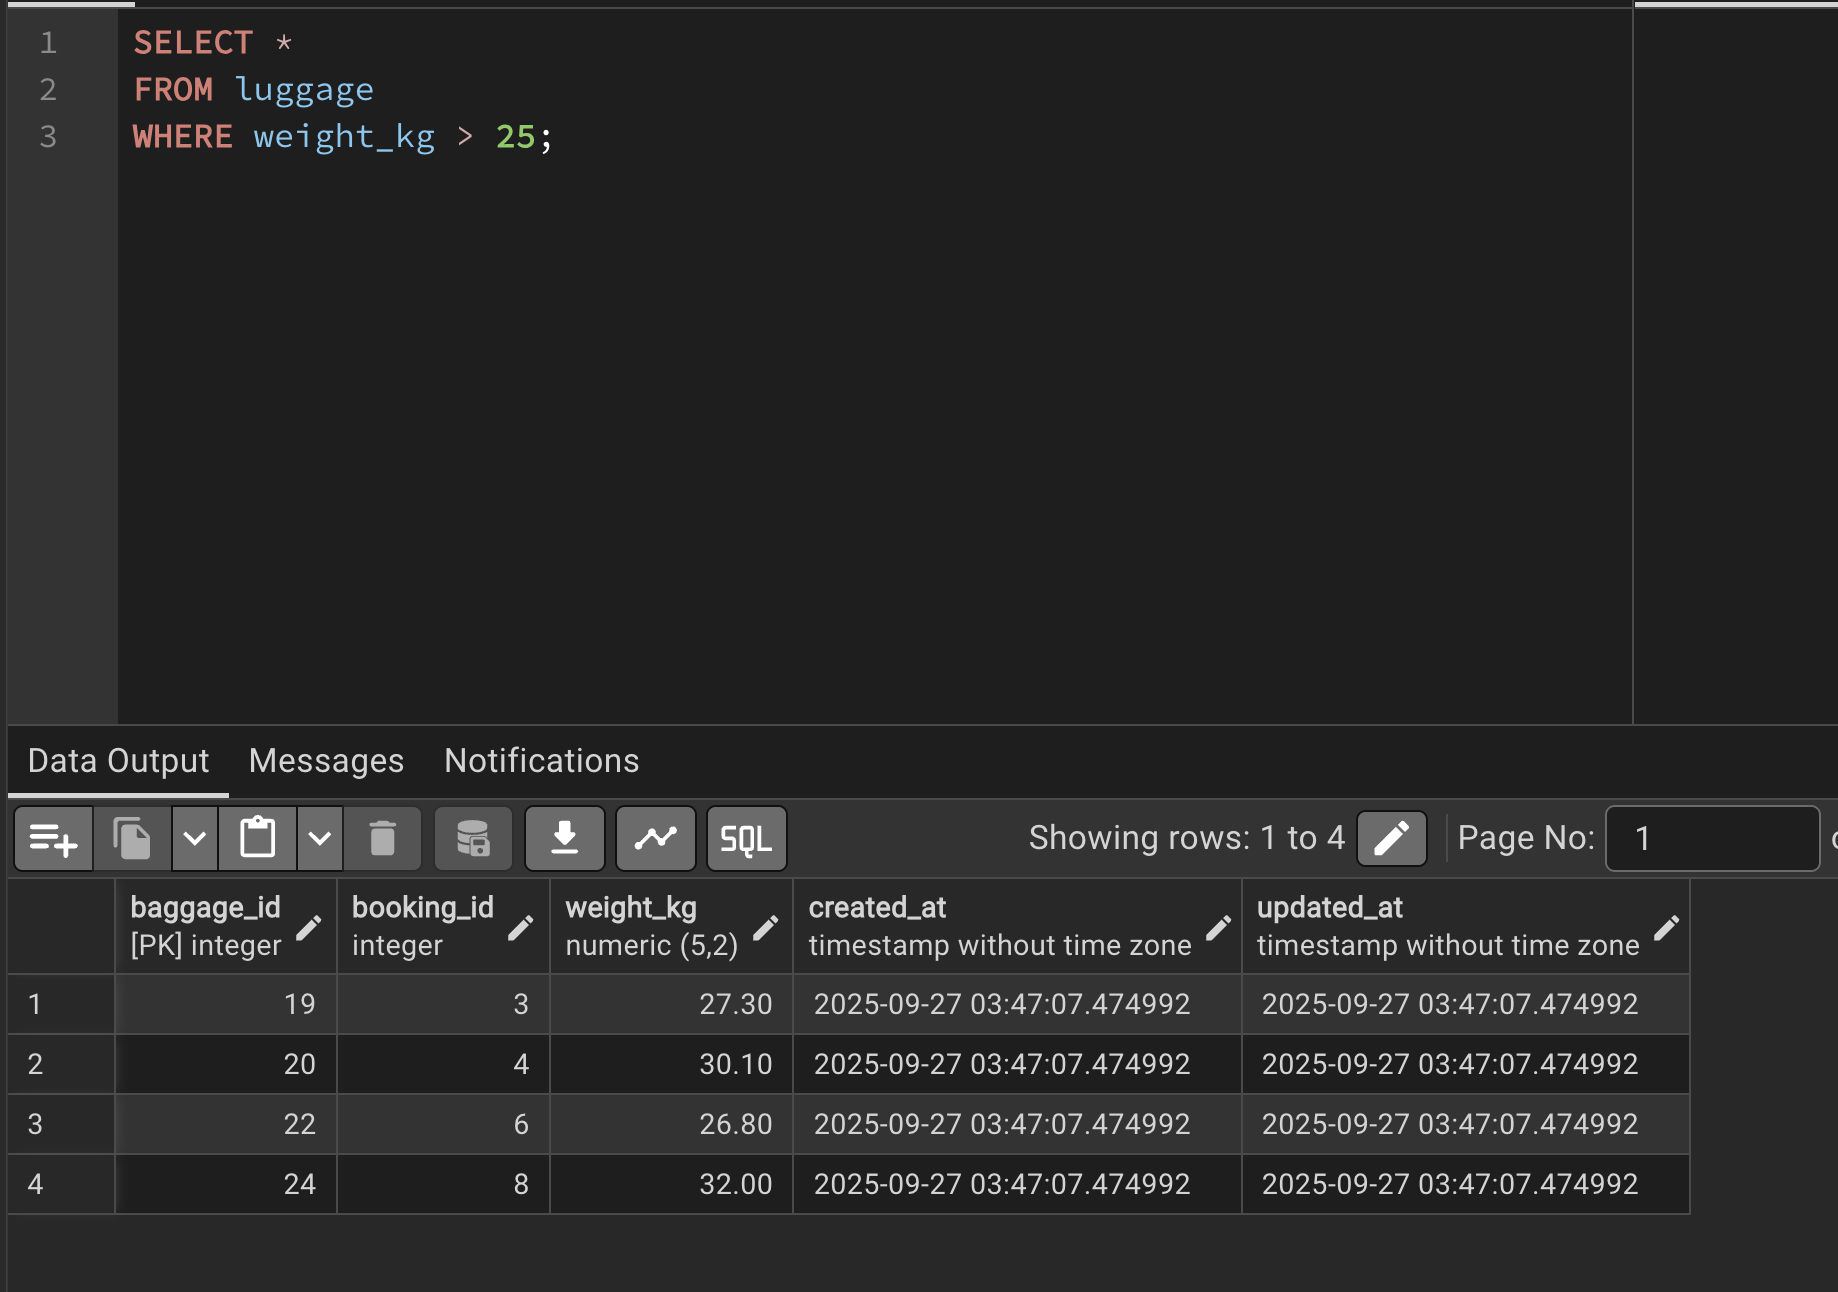 1 SELECT *
2 FROM luggage
3 WHERE weight_kg > 25;
Data Output Messages Notifications
SQL Showing rows: 1 to 4 Page No: 1
baggage_id booking_id weight_kg created_at updated_at
[PK] integer integer numeric (5,2) timestamp without time zone timestamp without time zone
1 19 3 27.30 2025-09-27 03:47:07.474992 2025-09-27 03:47:07.474992
2 20 4 30.10 2025-09-27 03:47:07.474992 2025-09-27 03:47:07.474992
3 22 6 26.80 2025-09-27 03:47:07.474992 2025-09-27 03:47:07.474992
4 24 8 32.00 2025-09-27 03:47:07.474992 2025-09-27 03:47:07.474992